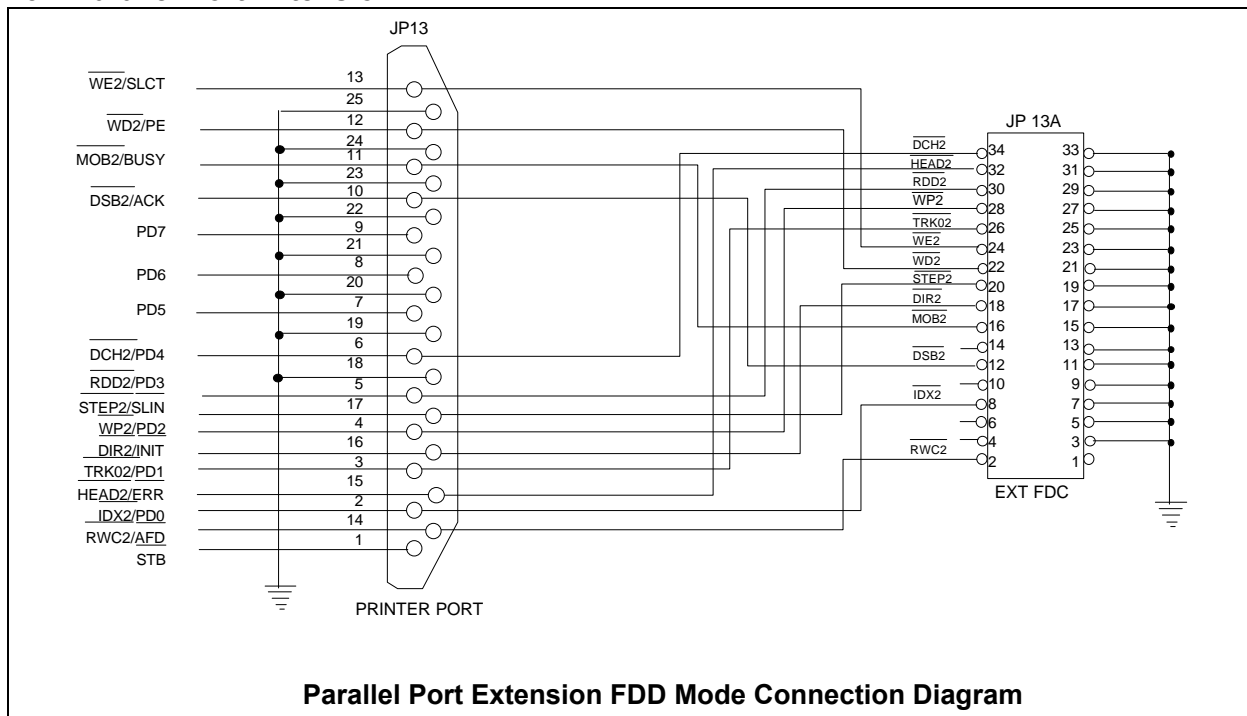 JP13
WE2/SLCT
WD2/PE
MOB2/BUSY
DSB2/ACK
PD7
PD6
PD5
DCH2/PD4
RDD2/PD3
STEP2/SLIN
WP2/PD2
DIR2/INIT
TRK02/PD1
HEAD2/ERR
IDX2/PD0
RWC2/AFD
STB
13
25
12
24
11
23
10
22
9
21
8
20
7
19
6
18
5
17
4
16
3
15
2
14
1
PRINTER PORT
JP 13A
DCH2
HEAD2
RDD2
WP2
TRK02
WE2
WD2
STEP2
DIR2
MOB2
DSB2
IDX2
RWC2
34 33
32 31
30 29
28 27
26 25
24 23
22 21
20 19
18 17
16 15
14 13
12 11
10 9
8 7
6 5
4 3
2 1
EXT FDC
Parallel Port Extension FDD Mode Connection Diagram